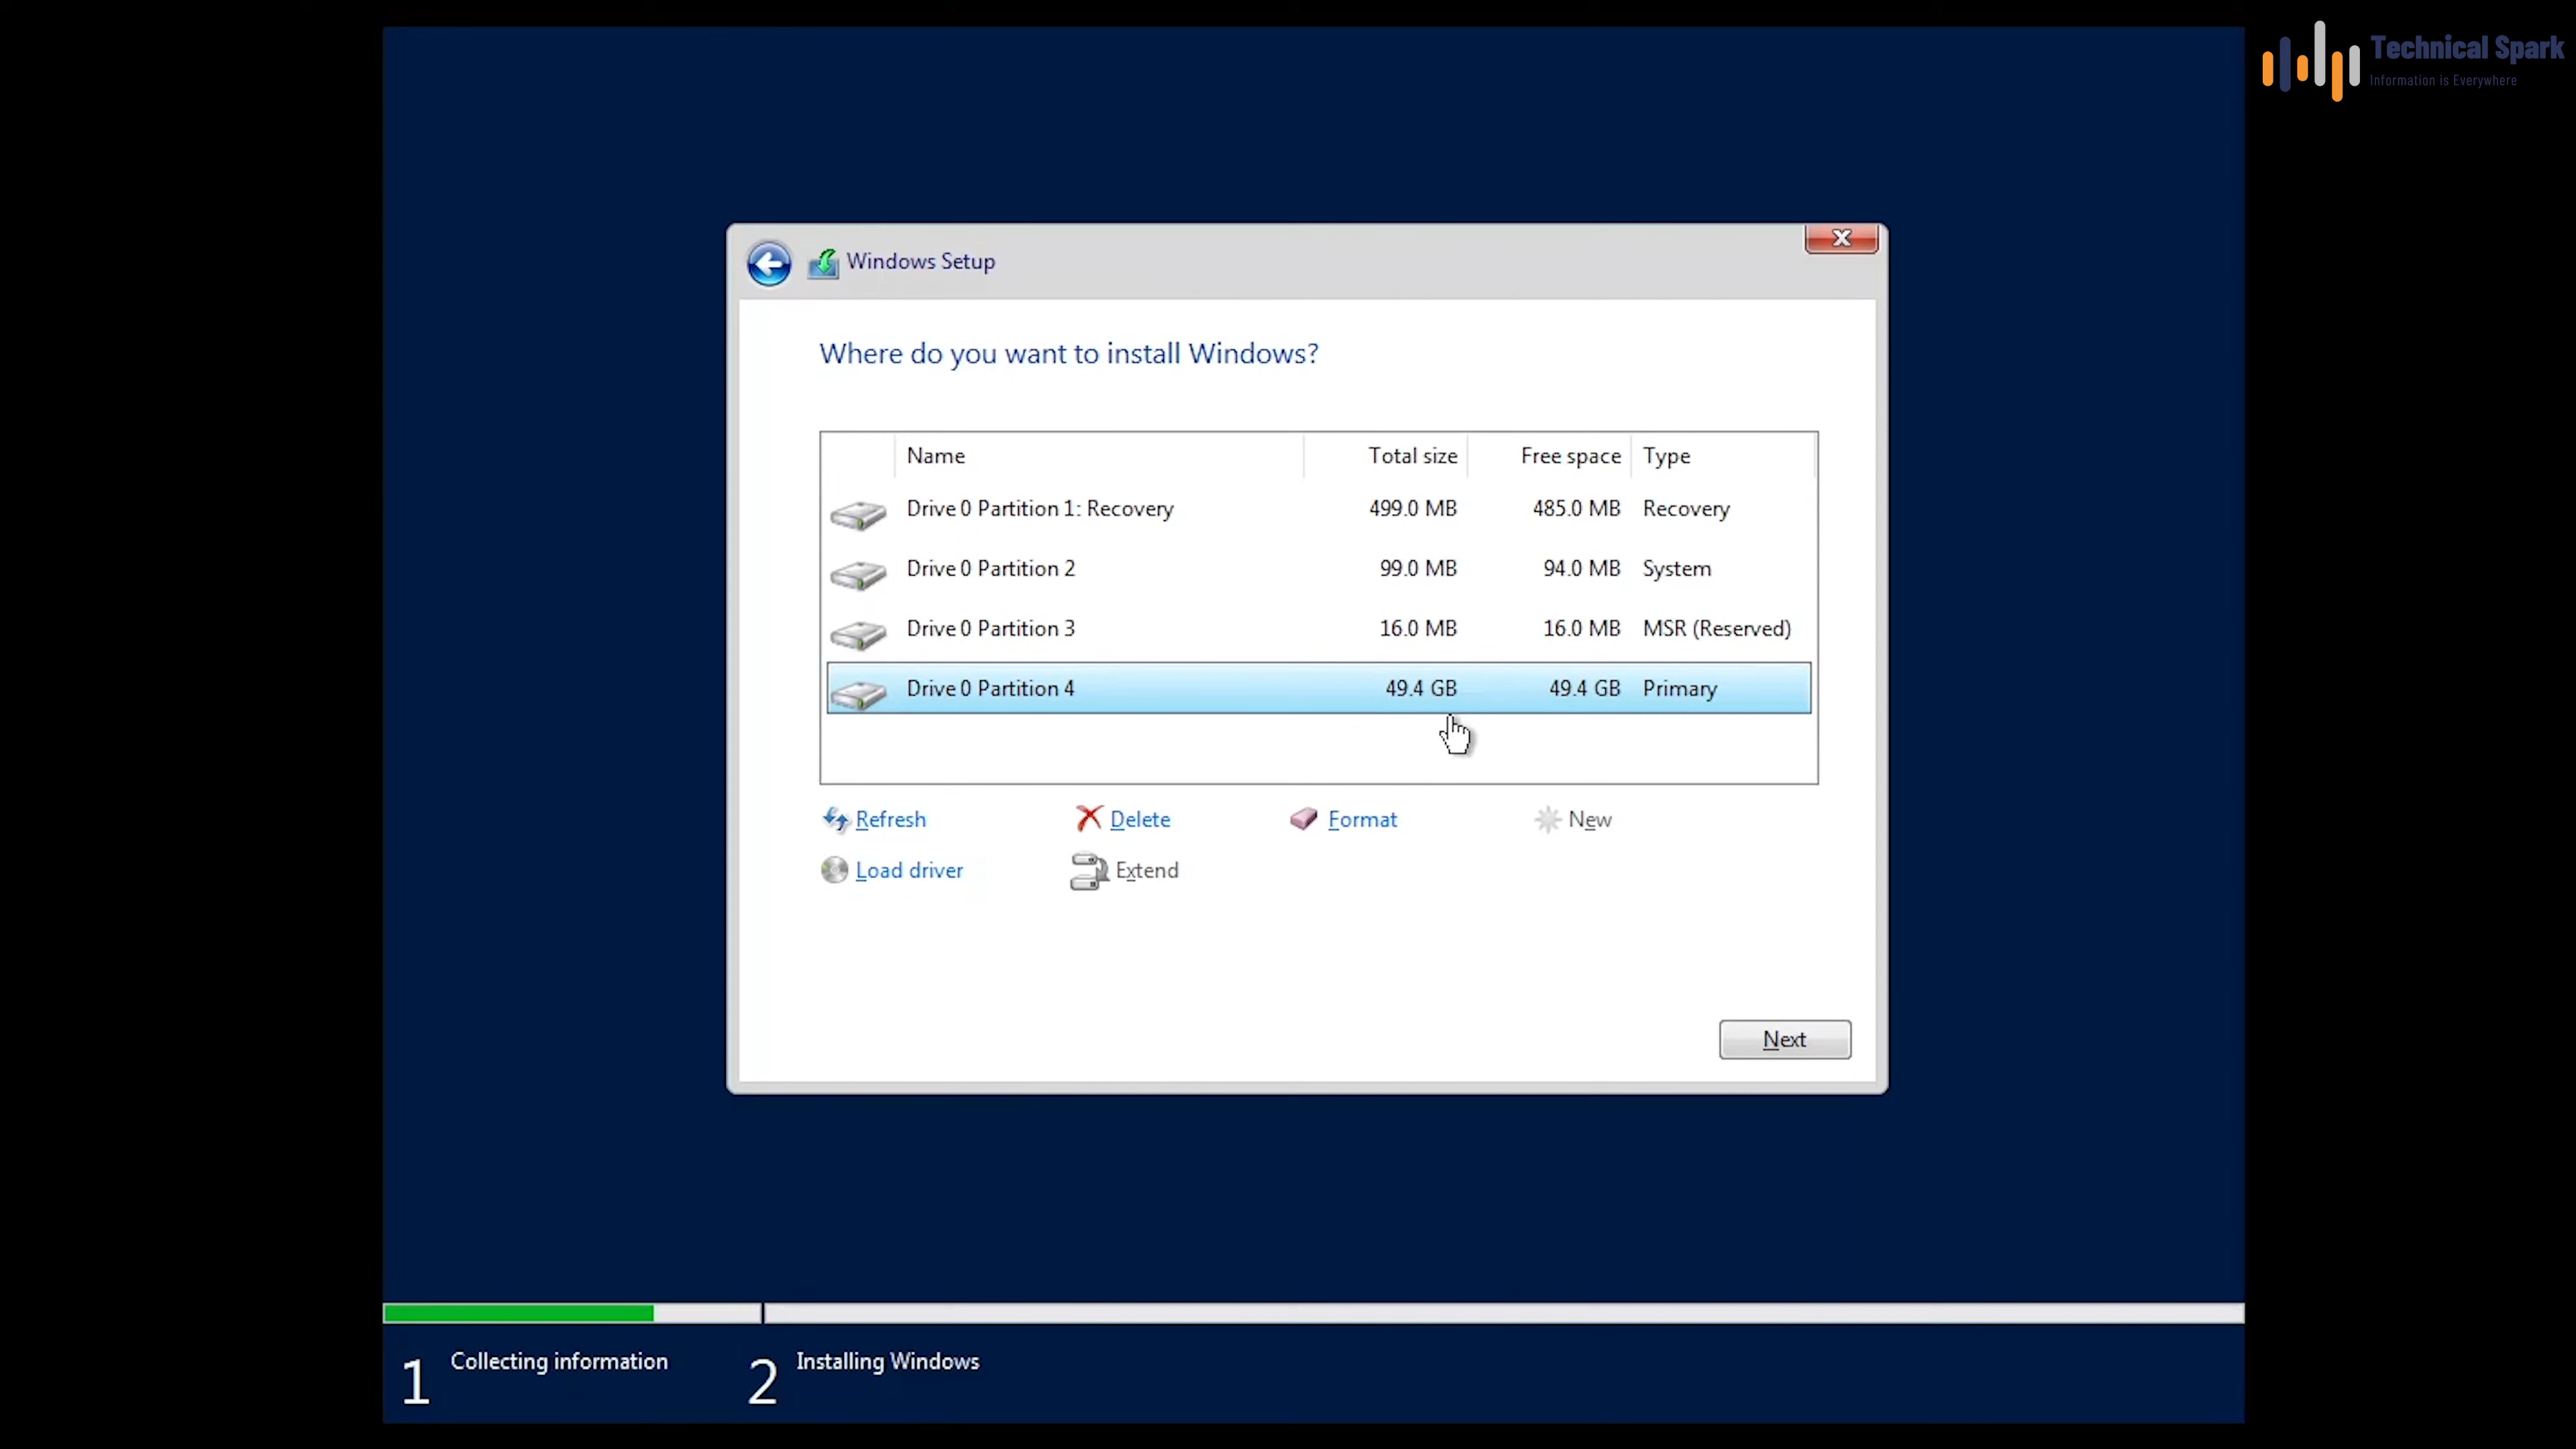 Technical Spark
Information is Everywhere
Windows Setup
Where do you want to install Windows?
Name Total size Free space Type
Drive 0 Partition 1: Recovery 499.0 MB 485.0 MB Recovery
Drive 0 Partition 2 99.0 MB 94.0 MB System
Drive 0 Partition 3 16.0 MB 16.0 MB MSR (Reserved)
Drive 0 Partition 4 49.4 GB 49.4 GB Primary
Refresh Delete Format New
Load driver Extend
Next
1 Collecting information 2 Installing Windows